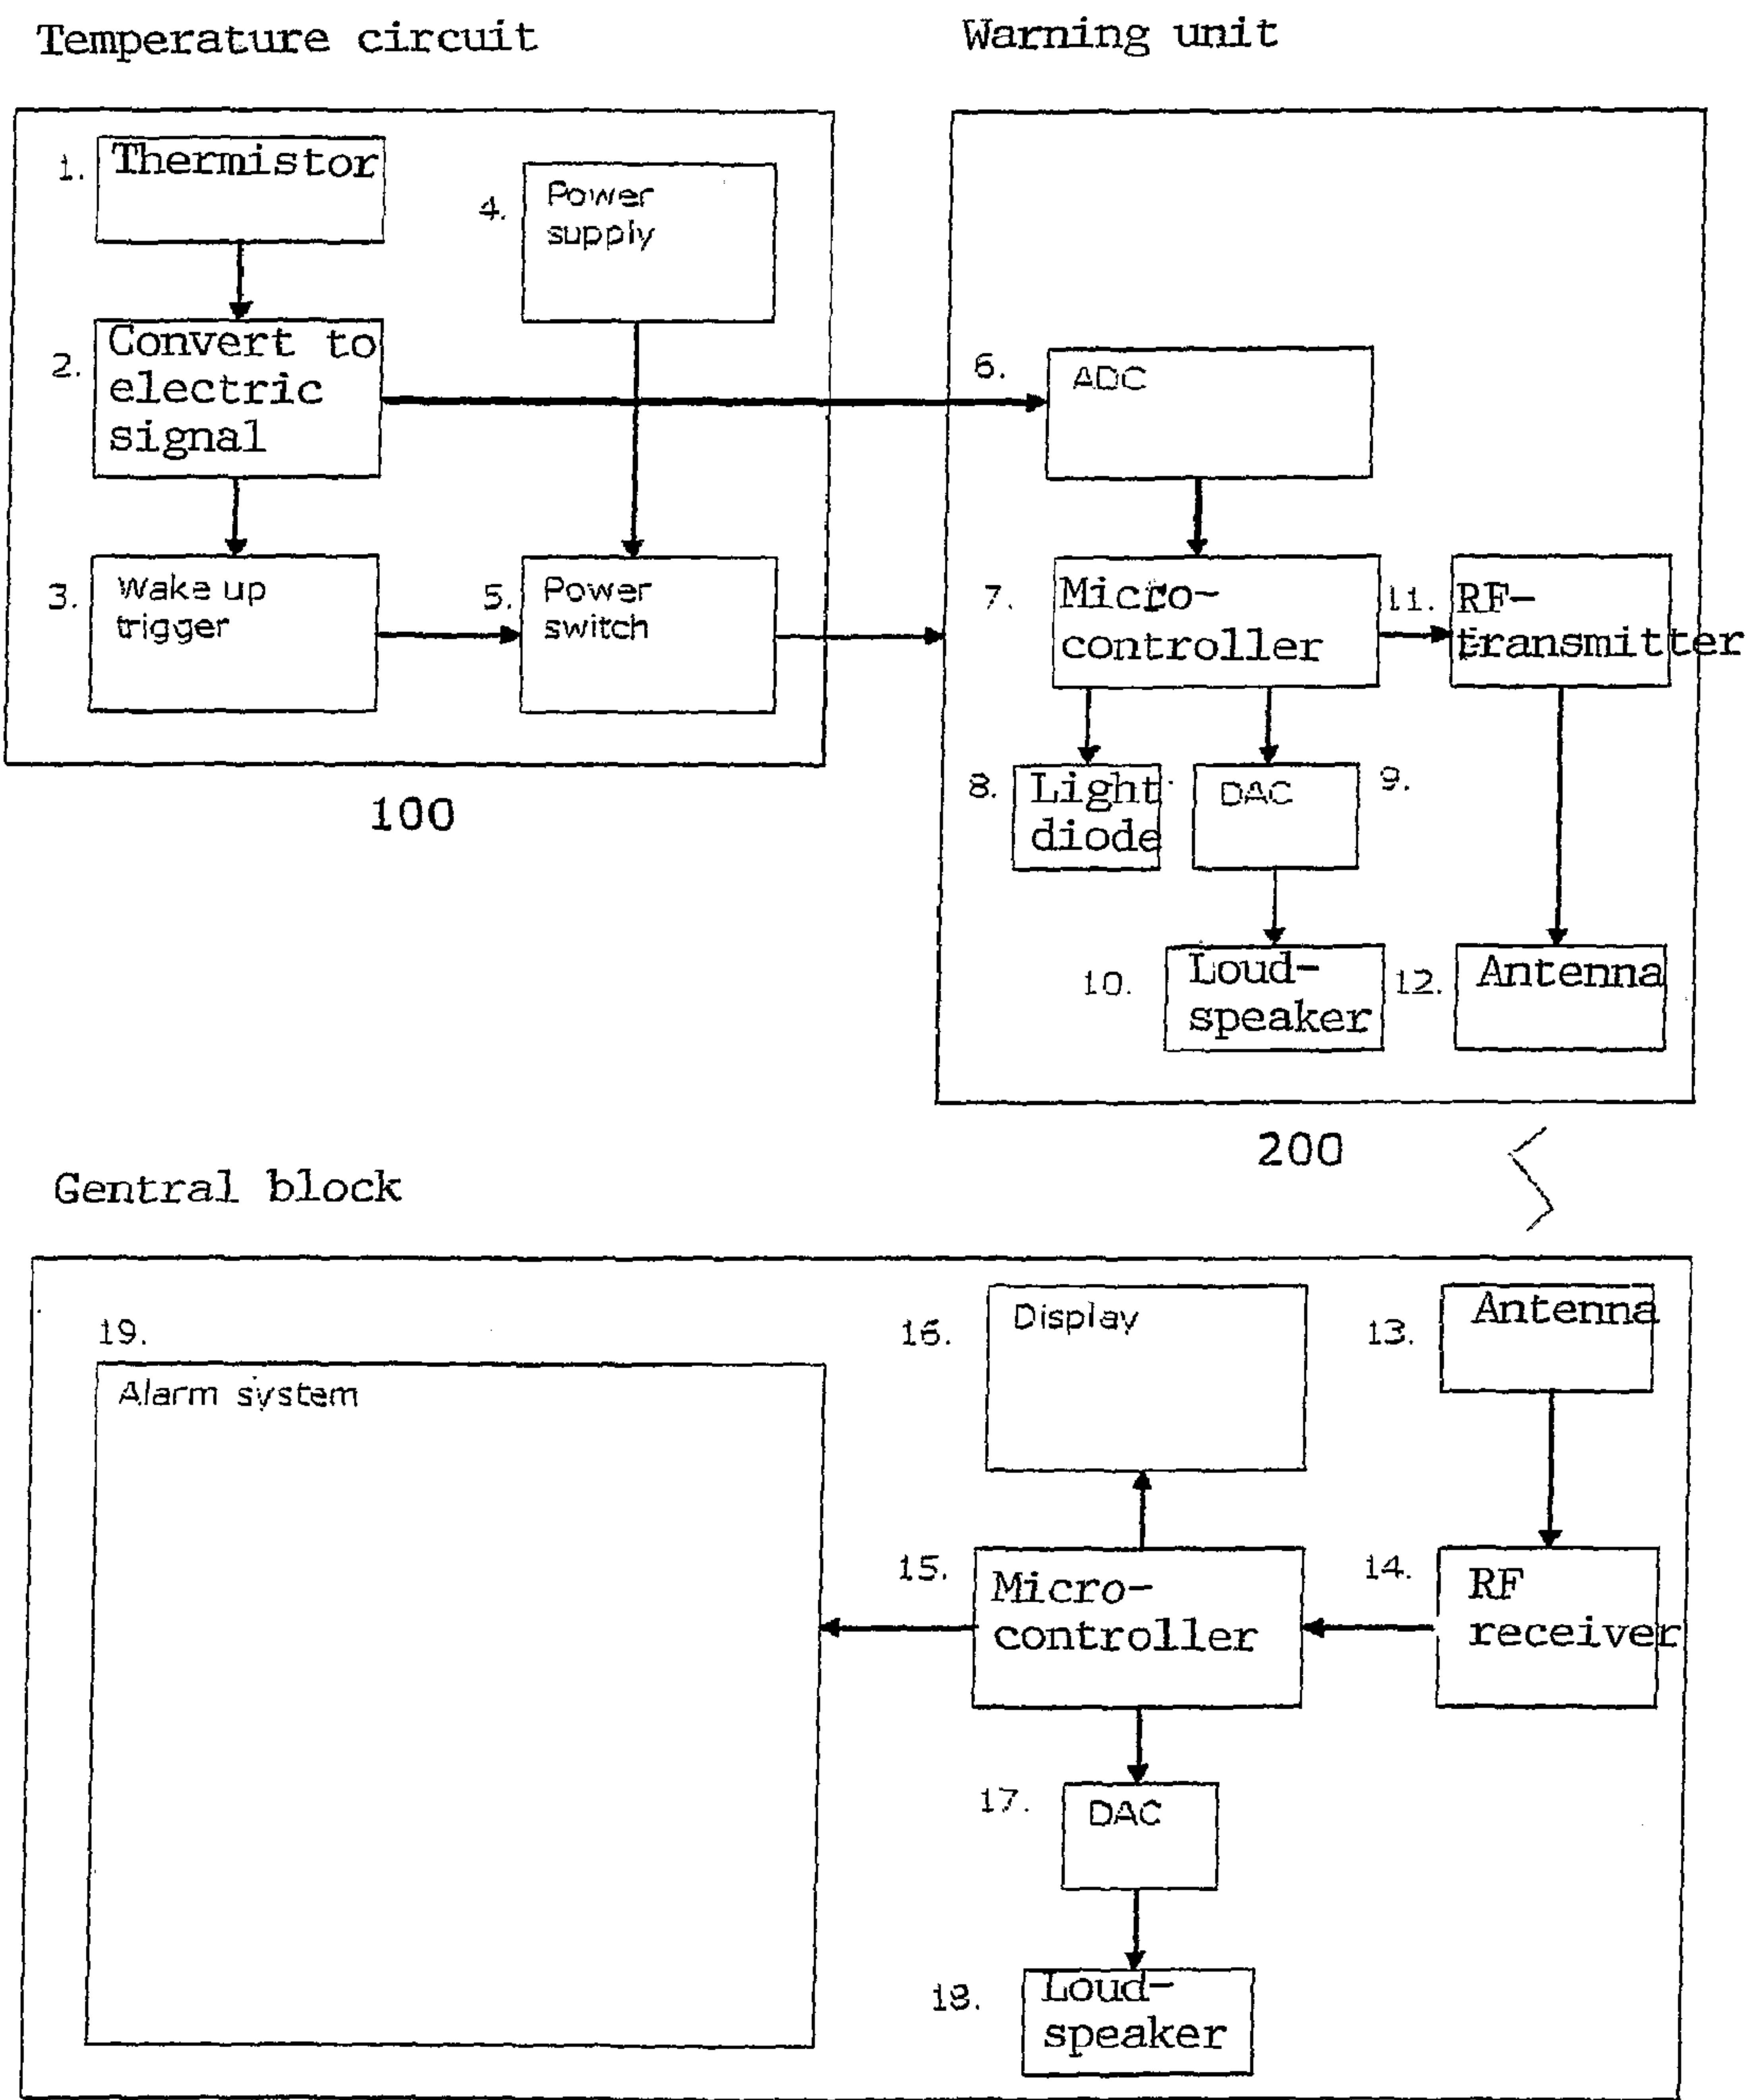 Temperature circuit
Warning unit
1.
Thermistor
4.
Power
supply
2.
Convert to
electric
signal
3.
Wake up
trigger
5.
Power
switch
100
6.
ADC
7.
Micro-
controller
11.
RF-
transmitter
8.
Light
diode
DAC
9.
10.
Loud-
speaker
12.
Antenna
200
Gentral block
19.
Alarm system
16.
Display
13.
Antenna
15.
Micro-
controller
14.
RF
receiver
17.
DAC
18.
Loud-
speaker